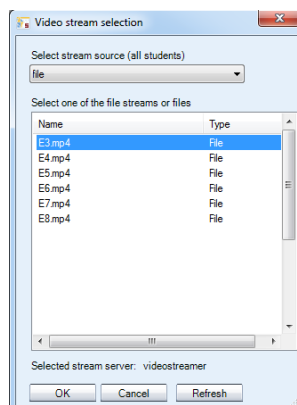 Video stream selection
Select stream source (all students)
file
Select one of the file streams or files
Name Type
E3.mp4 File
E4.mp4 File
E5.mp4 File
E6.mp4 File
E7.mp4 File
E8.mp4 File
Selected stream server: videostreamer
OK Cancel Refresh